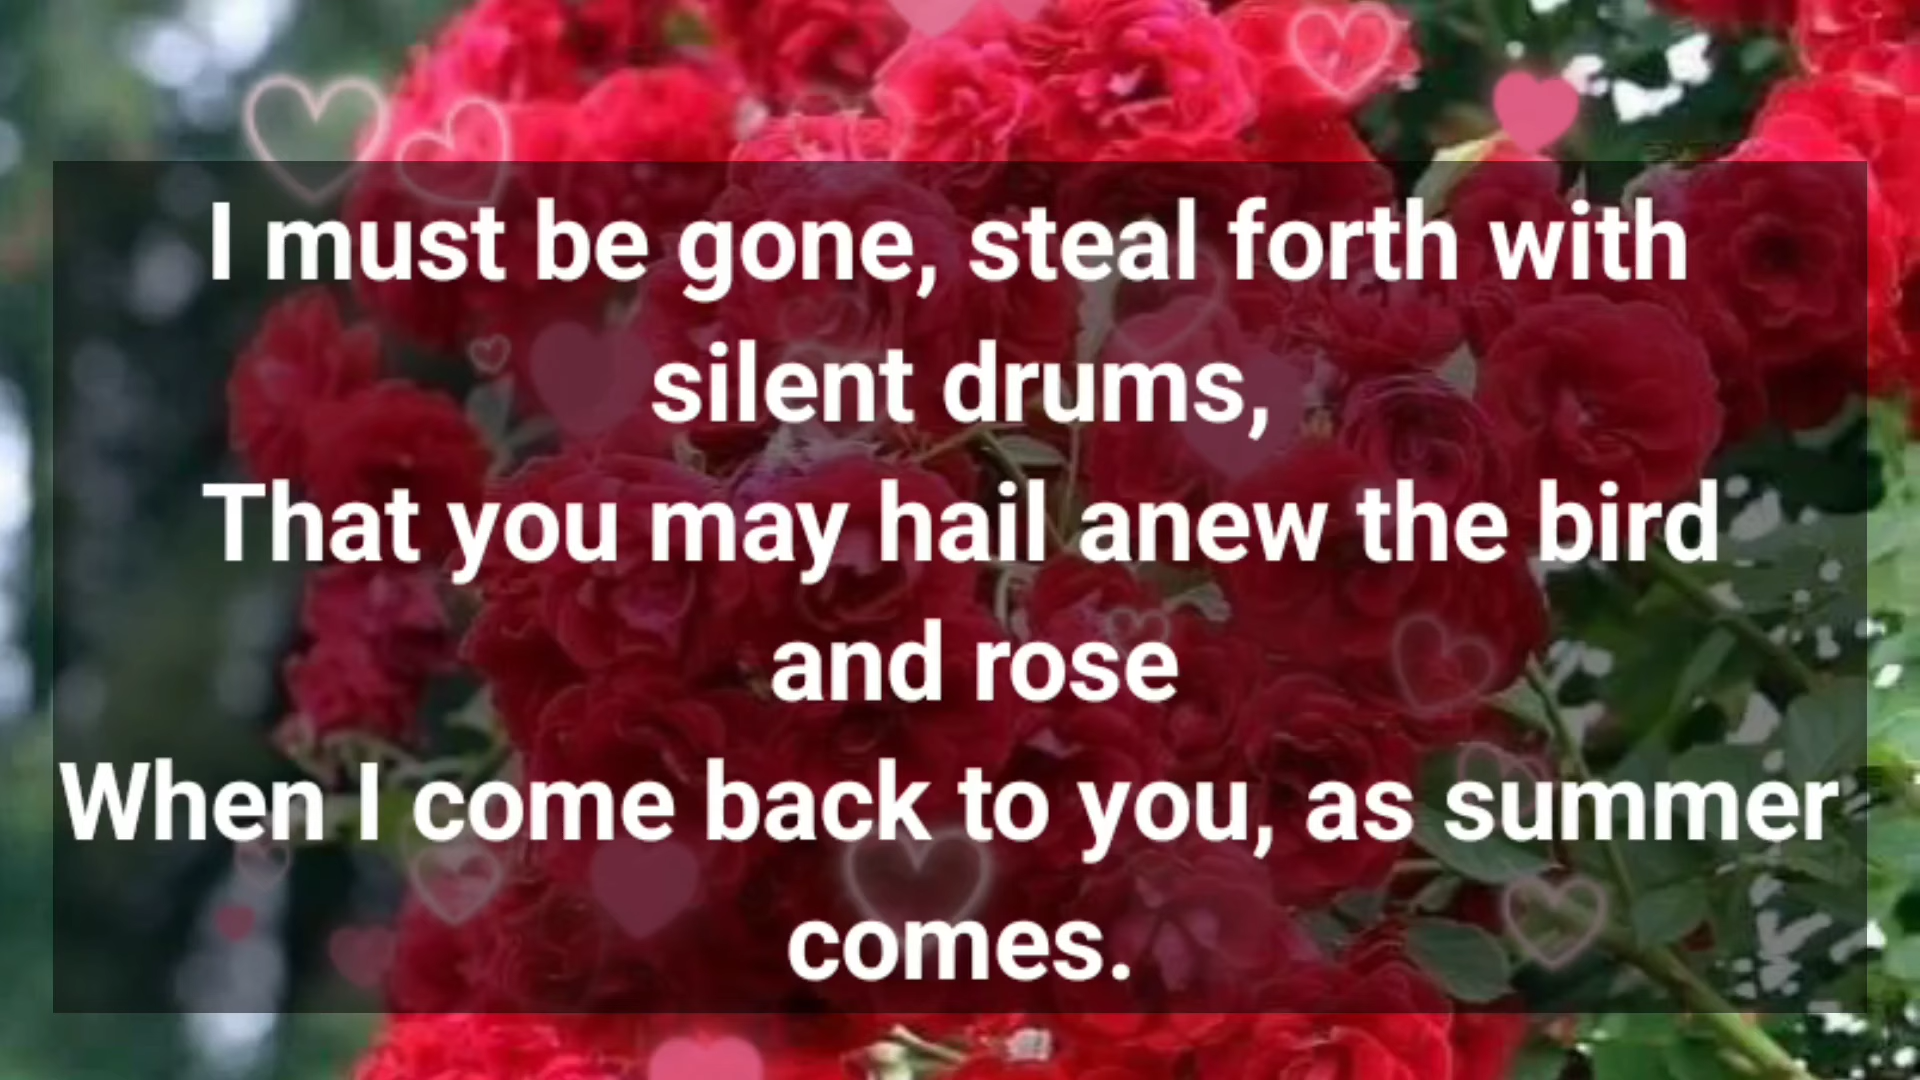 I must be gone, steal forth with
silent drums,
That you may hail anew the bird
and rose
When I come back to you, as summer
comes.